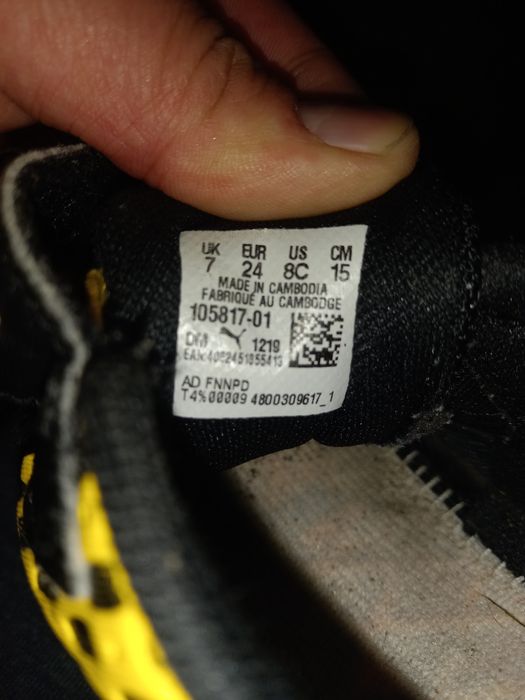 UK EUR US CM
7 24 8C 15
MADE IN CAMBODIA
FABRIQUÉ AU CAMBODGE
105817-01
DM 1219
AD FNNPD
T4%00009 4800309617_1